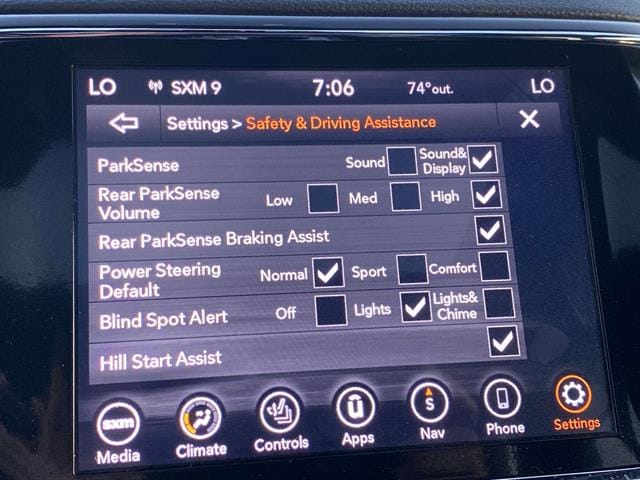 LO SXM 9 7:06 74°out. LO
Settings > Safety & Driving Assistance
ParkSense Sound Sound& Display
Rear ParkSense Volume Low Med High
Rear ParkSense Braking Assist
Power Steering Default Normal Sport Comfort
Blind Spot Alert Off Lights Lights& Chime
Hill Start Assist
sxm U S
Media Climate Controls Apps Nav Phone Settings